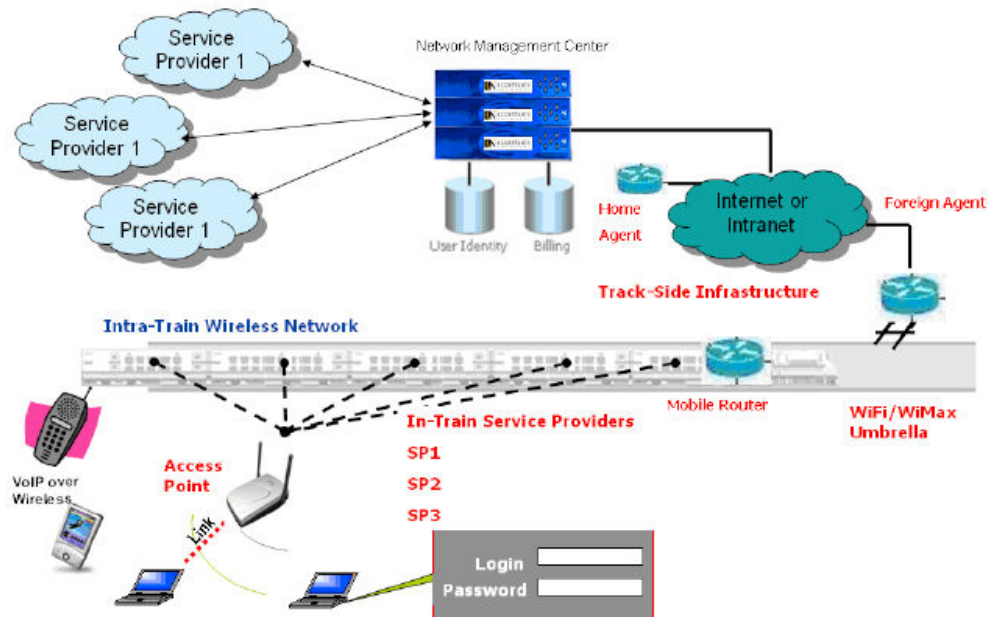 Service
Provider 1
Service
Provider 1
Service
Provider 1
Network Management Center
User Identity
Billing
Home
Agent
Internet or
Intranet
Foreign Agent
Track-Side Infrastructure
Intra-Train Wireless Network
Mobile Router
WiFi/WiMax
Umbrella
In-Train Service Providers
SP1
SP2
SP3
Access
Point
VoIP over
Wireless
Link
Login
Password